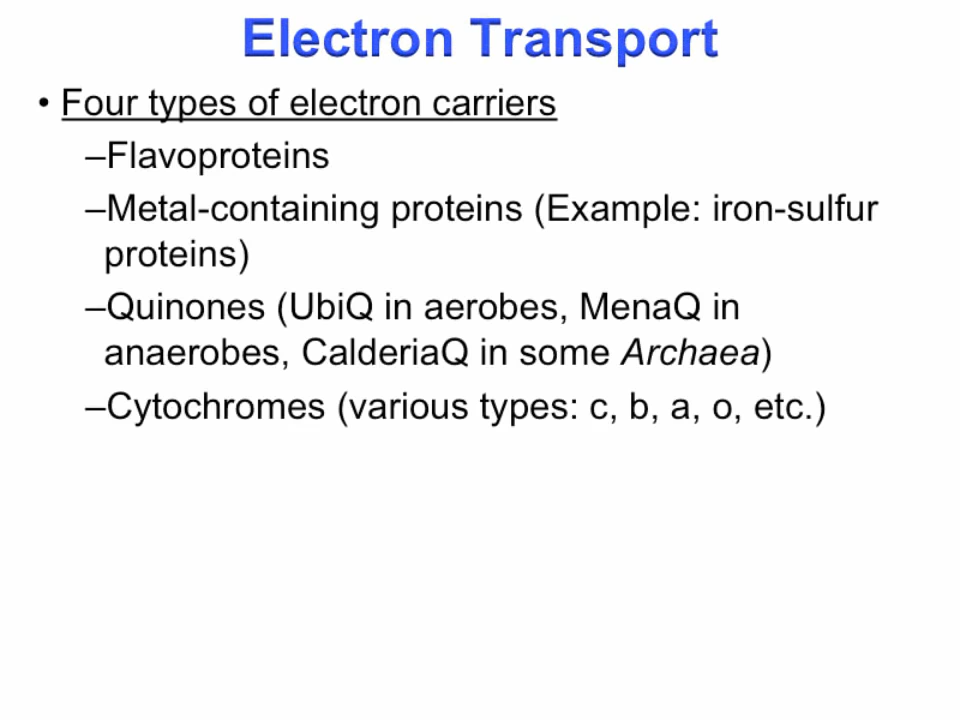 Electron Transport
• Four types of electron carriers
–Flavoproteins
–Metal-containing proteins (Example: iron-sulfur
proteins)
–Quinones (UbiQ in aerobes, MenaQ in
anaerobes, CalderiaQ in some Archaea)
–Cytochromes (various types: c, b, a, o, etc.)